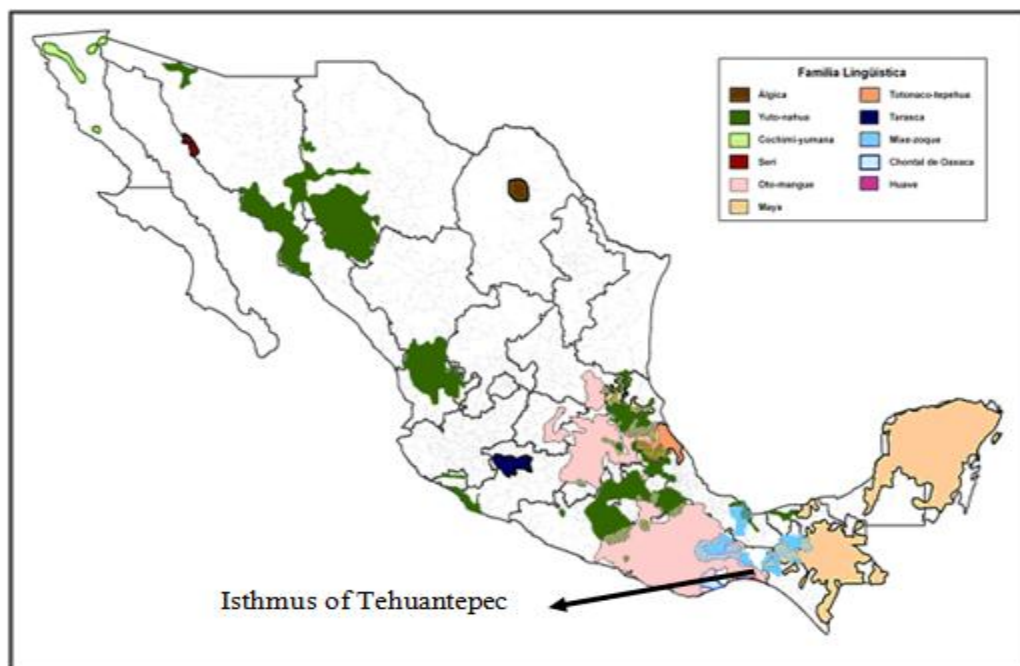 Familia Lingüística
Algica
Yuto-nahua
Cochimí-yumana
Seri
Oto-mangue
Maya
Totonaco-tepehua
Tarasca
Mixe-zoque
Chontal de Oaxaca
Huave
Isthmus of Tehuantepec